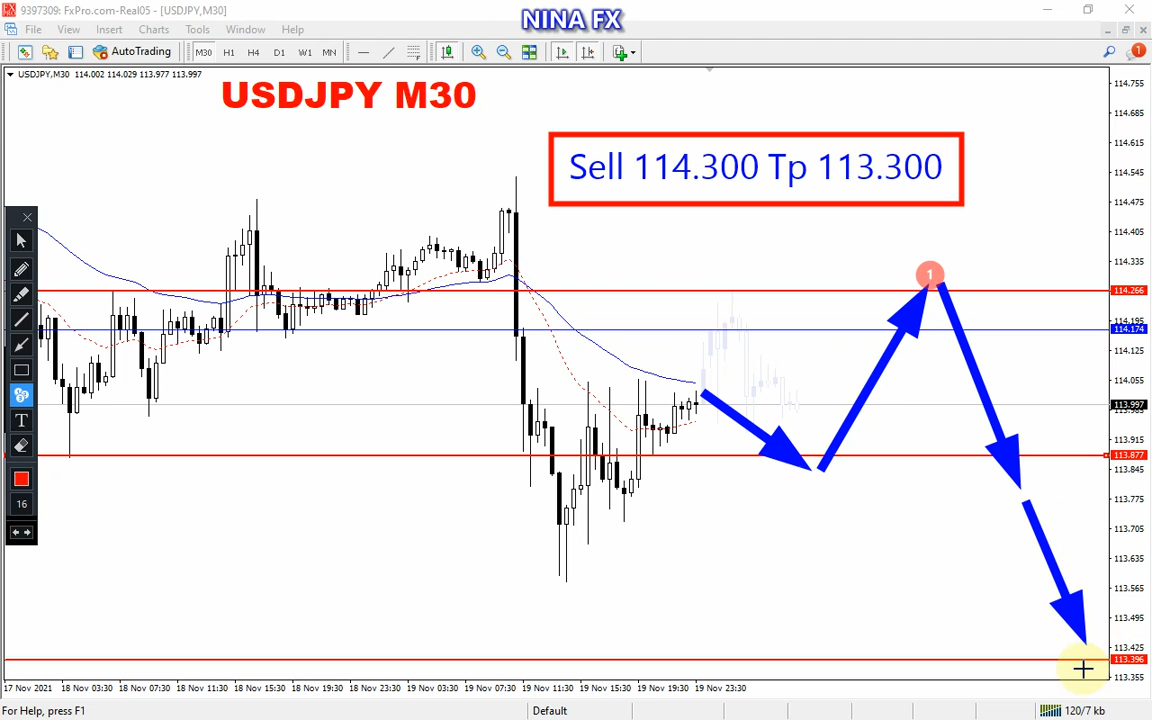 9397309: FxPro.com-Real05 - [USDJPY,M30]
NINA FX
File View Insert Charts Tools Window Help
AutoTrading M30 H1 H4 D1 W1 MN 1
USDJPY,M30 114.002 114.029 113.977 113.997
USDJPY M30
Sell 114.300 Tp 113.300
1
T
16
114.755
114.685
114.615
114.545
114.475
114.405
114.335
114.266
114.195
114.174
114.125
114.055
113.997
113.985
113.915
113.877
113.845
113.775
113.705
113.635
113.565
113.495
113.425
113.396
113.355
17 Nov 2021 18 Nov 03:30 18 Nov 07:30 18 Nov 11:30 18 Nov 15:30 18 Nov 19:30 18 Nov 23:30 19 Nov 03:30 19 Nov 07:30 19 Nov 11:30 19 Nov 15:30 19 Nov 19:30 19 Nov 23:30
For Help, press F1 Default 120/7 kb